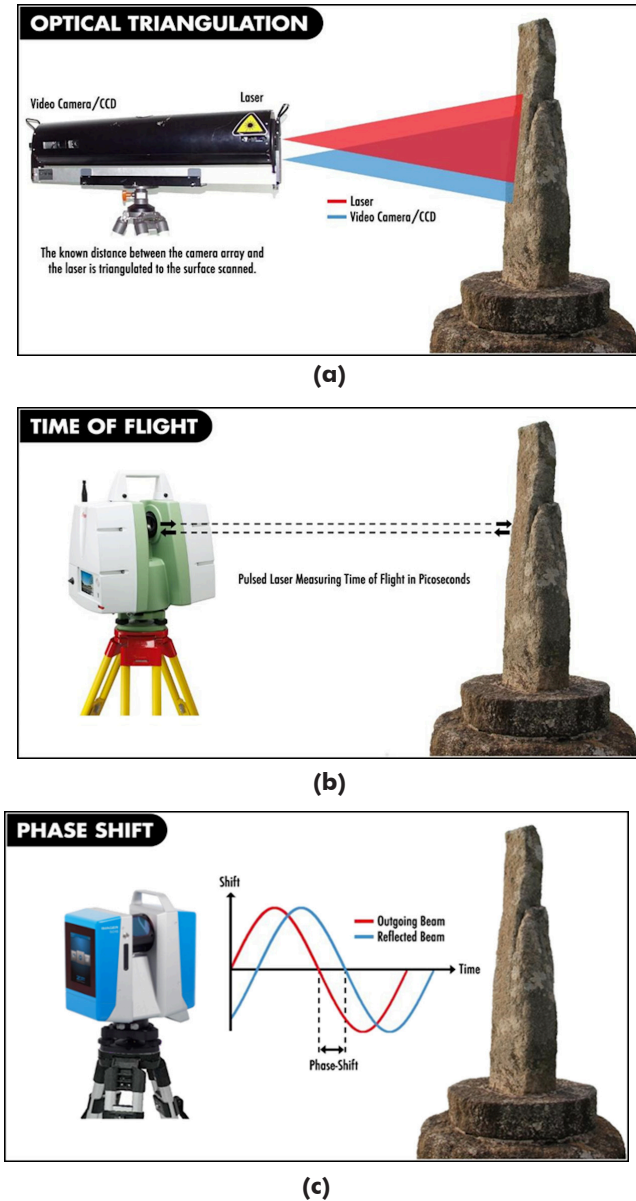 OPTICAL TRIANGULATION
Video Camera/CCD
Laser
Laser
Video Camera/CCD
The known distance between the camera array and
the laser is triangulated to the surface scanned.
(a)
TIME OF FLIGHT
Pulsed Laser Measuring Time of Flight in Picoseconds
(b)
PHASE SHIFT
Shift
Outgoing Beam
Reflected Beam
Time
Phase-Shift
(c)